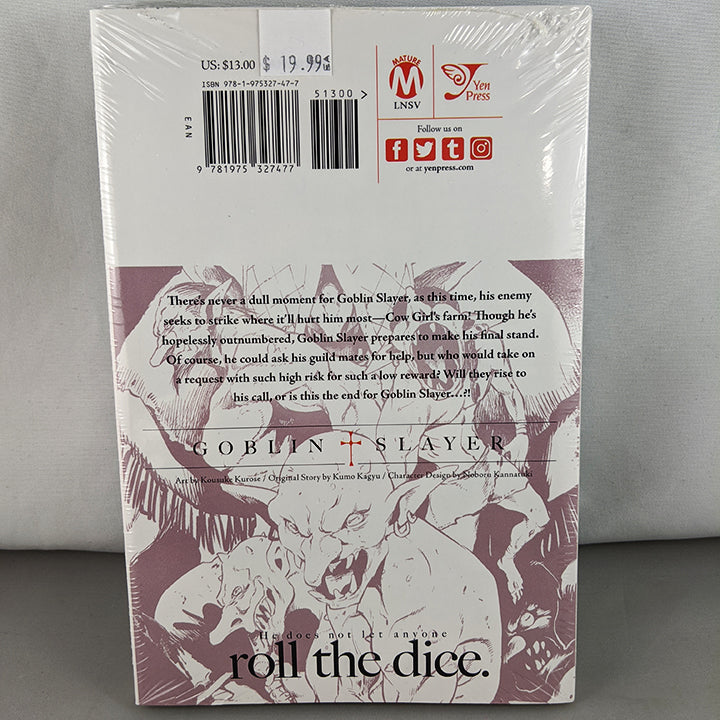 US: $13.00
$ 19.99
ISBN 978-1-975327-47-7
51300 >
EAN
9 781975 327477
MATURE
M
LNSV
Yen
Press
Follow us on
or at yenpress.com
There's never a dull moment for Goblin Slayer, as this time, his enemy
seeks to strike where it'll hurt him most—Cow Girl's farm! Though he's
hopelessly outnumbered, Goblin Slayer prepares to make his final stand.
Of course, he could ask his guild mates for help, but who would take on
a request with such high risk for such a low reward? Will they rise to
his call, or is this the end for Goblin Slayer...?!
GOBLIN SLAYER
Art by Kousuke Kurose / Original Story by Kumo Kagyu / Character Design by Noboru Kannatuki
He does not let anyone
roll the dice.